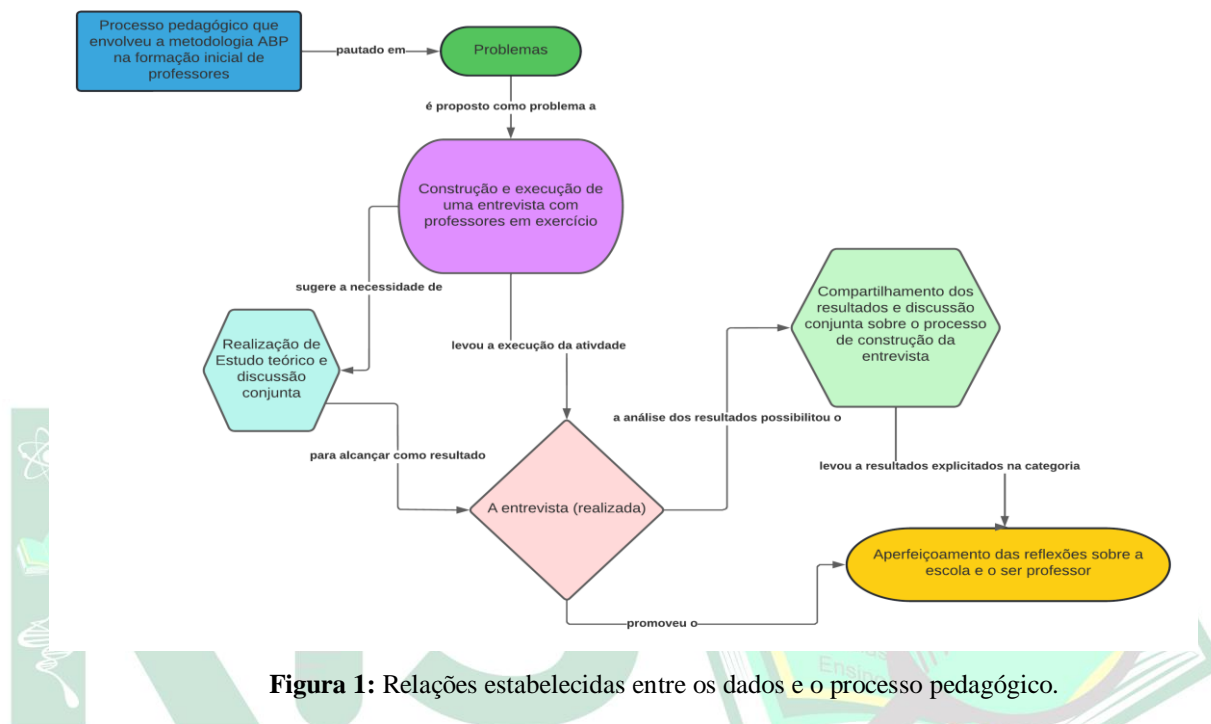 Processo pedagógico que
envolveu a metodologia ABP
na formação inicial de
professores
pautado em
Problemas
é proposto como problema a
Construção e execução de
uma entrevista com
professores em exercício
sugere a necessidade de
Realização de
Estudo teórico e
discussão
conjunta
levou a execução da ativdade
para alcançar como resultado
A entrevista (realizada)
a análise dos resultados possibilitou o
Compartilhamento dos
resultados e discussão
conjunta sobre o processo
de construção da
entrevista
levou a resultados explicitados na categoria
Aperfeiçoamento das reflexões sobre a
escola e o ser professor
promoveu o
Figura 1: Relações estabelecidas entre os dados e o processo pedagógico.